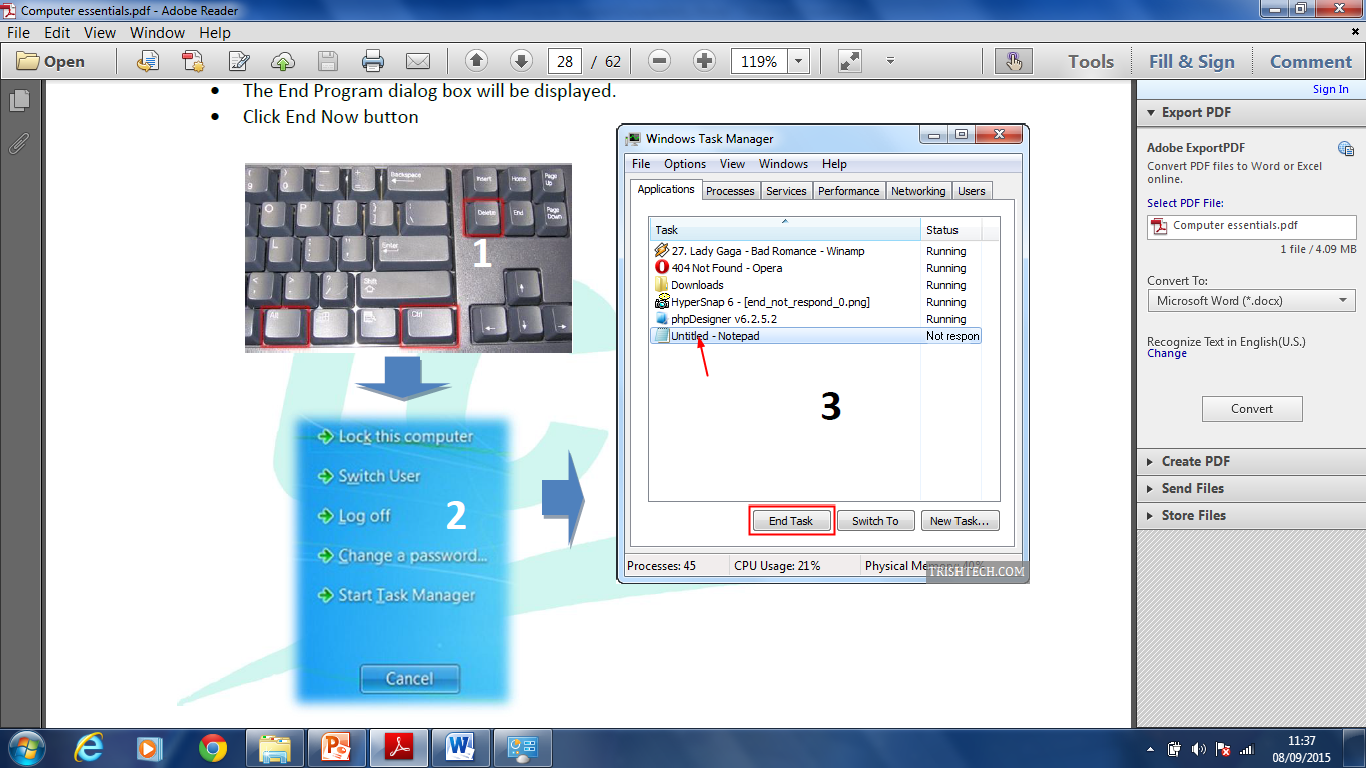 Computer essentials.pdf - Adobe Reader
File Edit View Window Help
Open 28 / 62 119% Tools Fill & Sign Comment
Sign In
Export PDF
Adobe ExportPDF
Convert PDF files to Word or Excel
online.
Select PDF File:
Computer essentials.pdf
1 file / 4.09 MB
Convert To:
Microsoft Word (*.docx)
Recognize Text in English(U.S.)
Change
Convert
Create PDF
Send Files
Store Files
• The End Program dialog box will be displayed.
• Click End Now button
Backspace Insert Home Page Up
O P Delete End Page Down
Enter
Shift
Alt Ctrl
1
Lock this computer
Switch User
Log off
2
Change a password...
Start Task Manager
Cancel
Windows Task Manager
File Options View Windows Help
Applications Processes Services Performance Networking Users
Task Status
27. Lady Gaga - Bad Romance - Winamp Running
404 Not Found - Opera Running
Downloads Running
HyperSnap 6 - [end_not_respond_0.png] Running
phpDesigner v6.2.5.2 Running
Untitled - Notepad Not respon
3
End Task Switch To New Task...
Processes: 45 CPU Usage: 21% Physical Mem
TRISHTECH.COM
11:37
08/09/2015